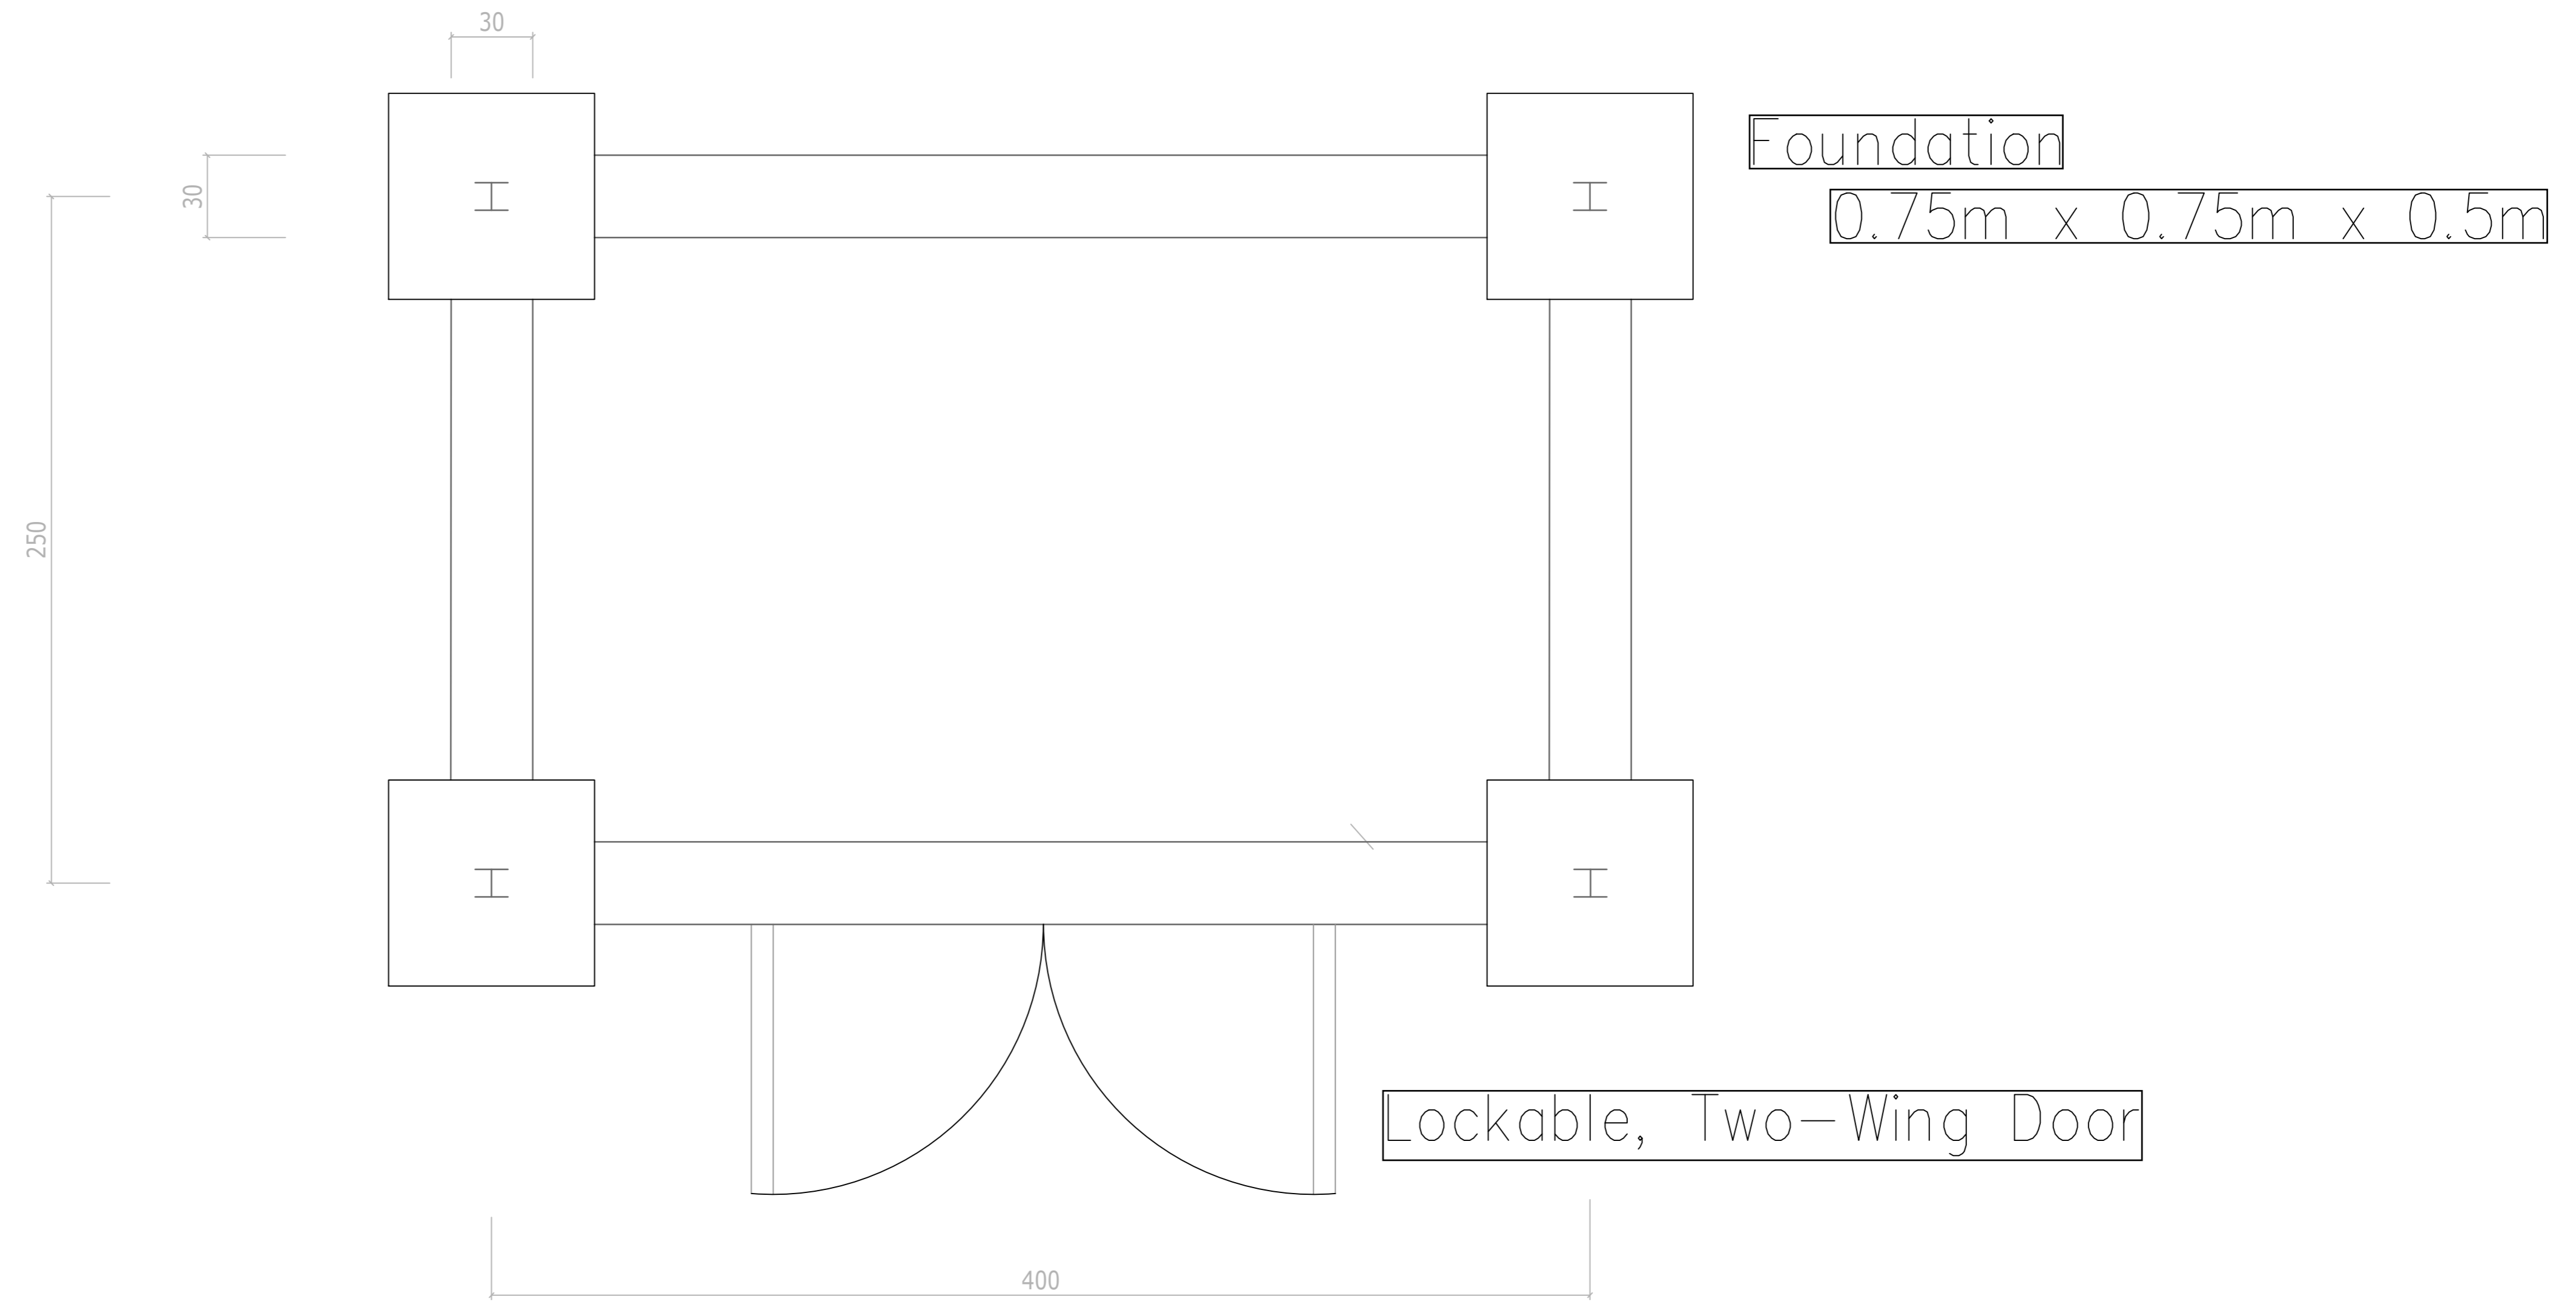 30
Foundation
30
0.75m x 0.75m x 0.5m
250
Lockable, Two-Wing Door
400